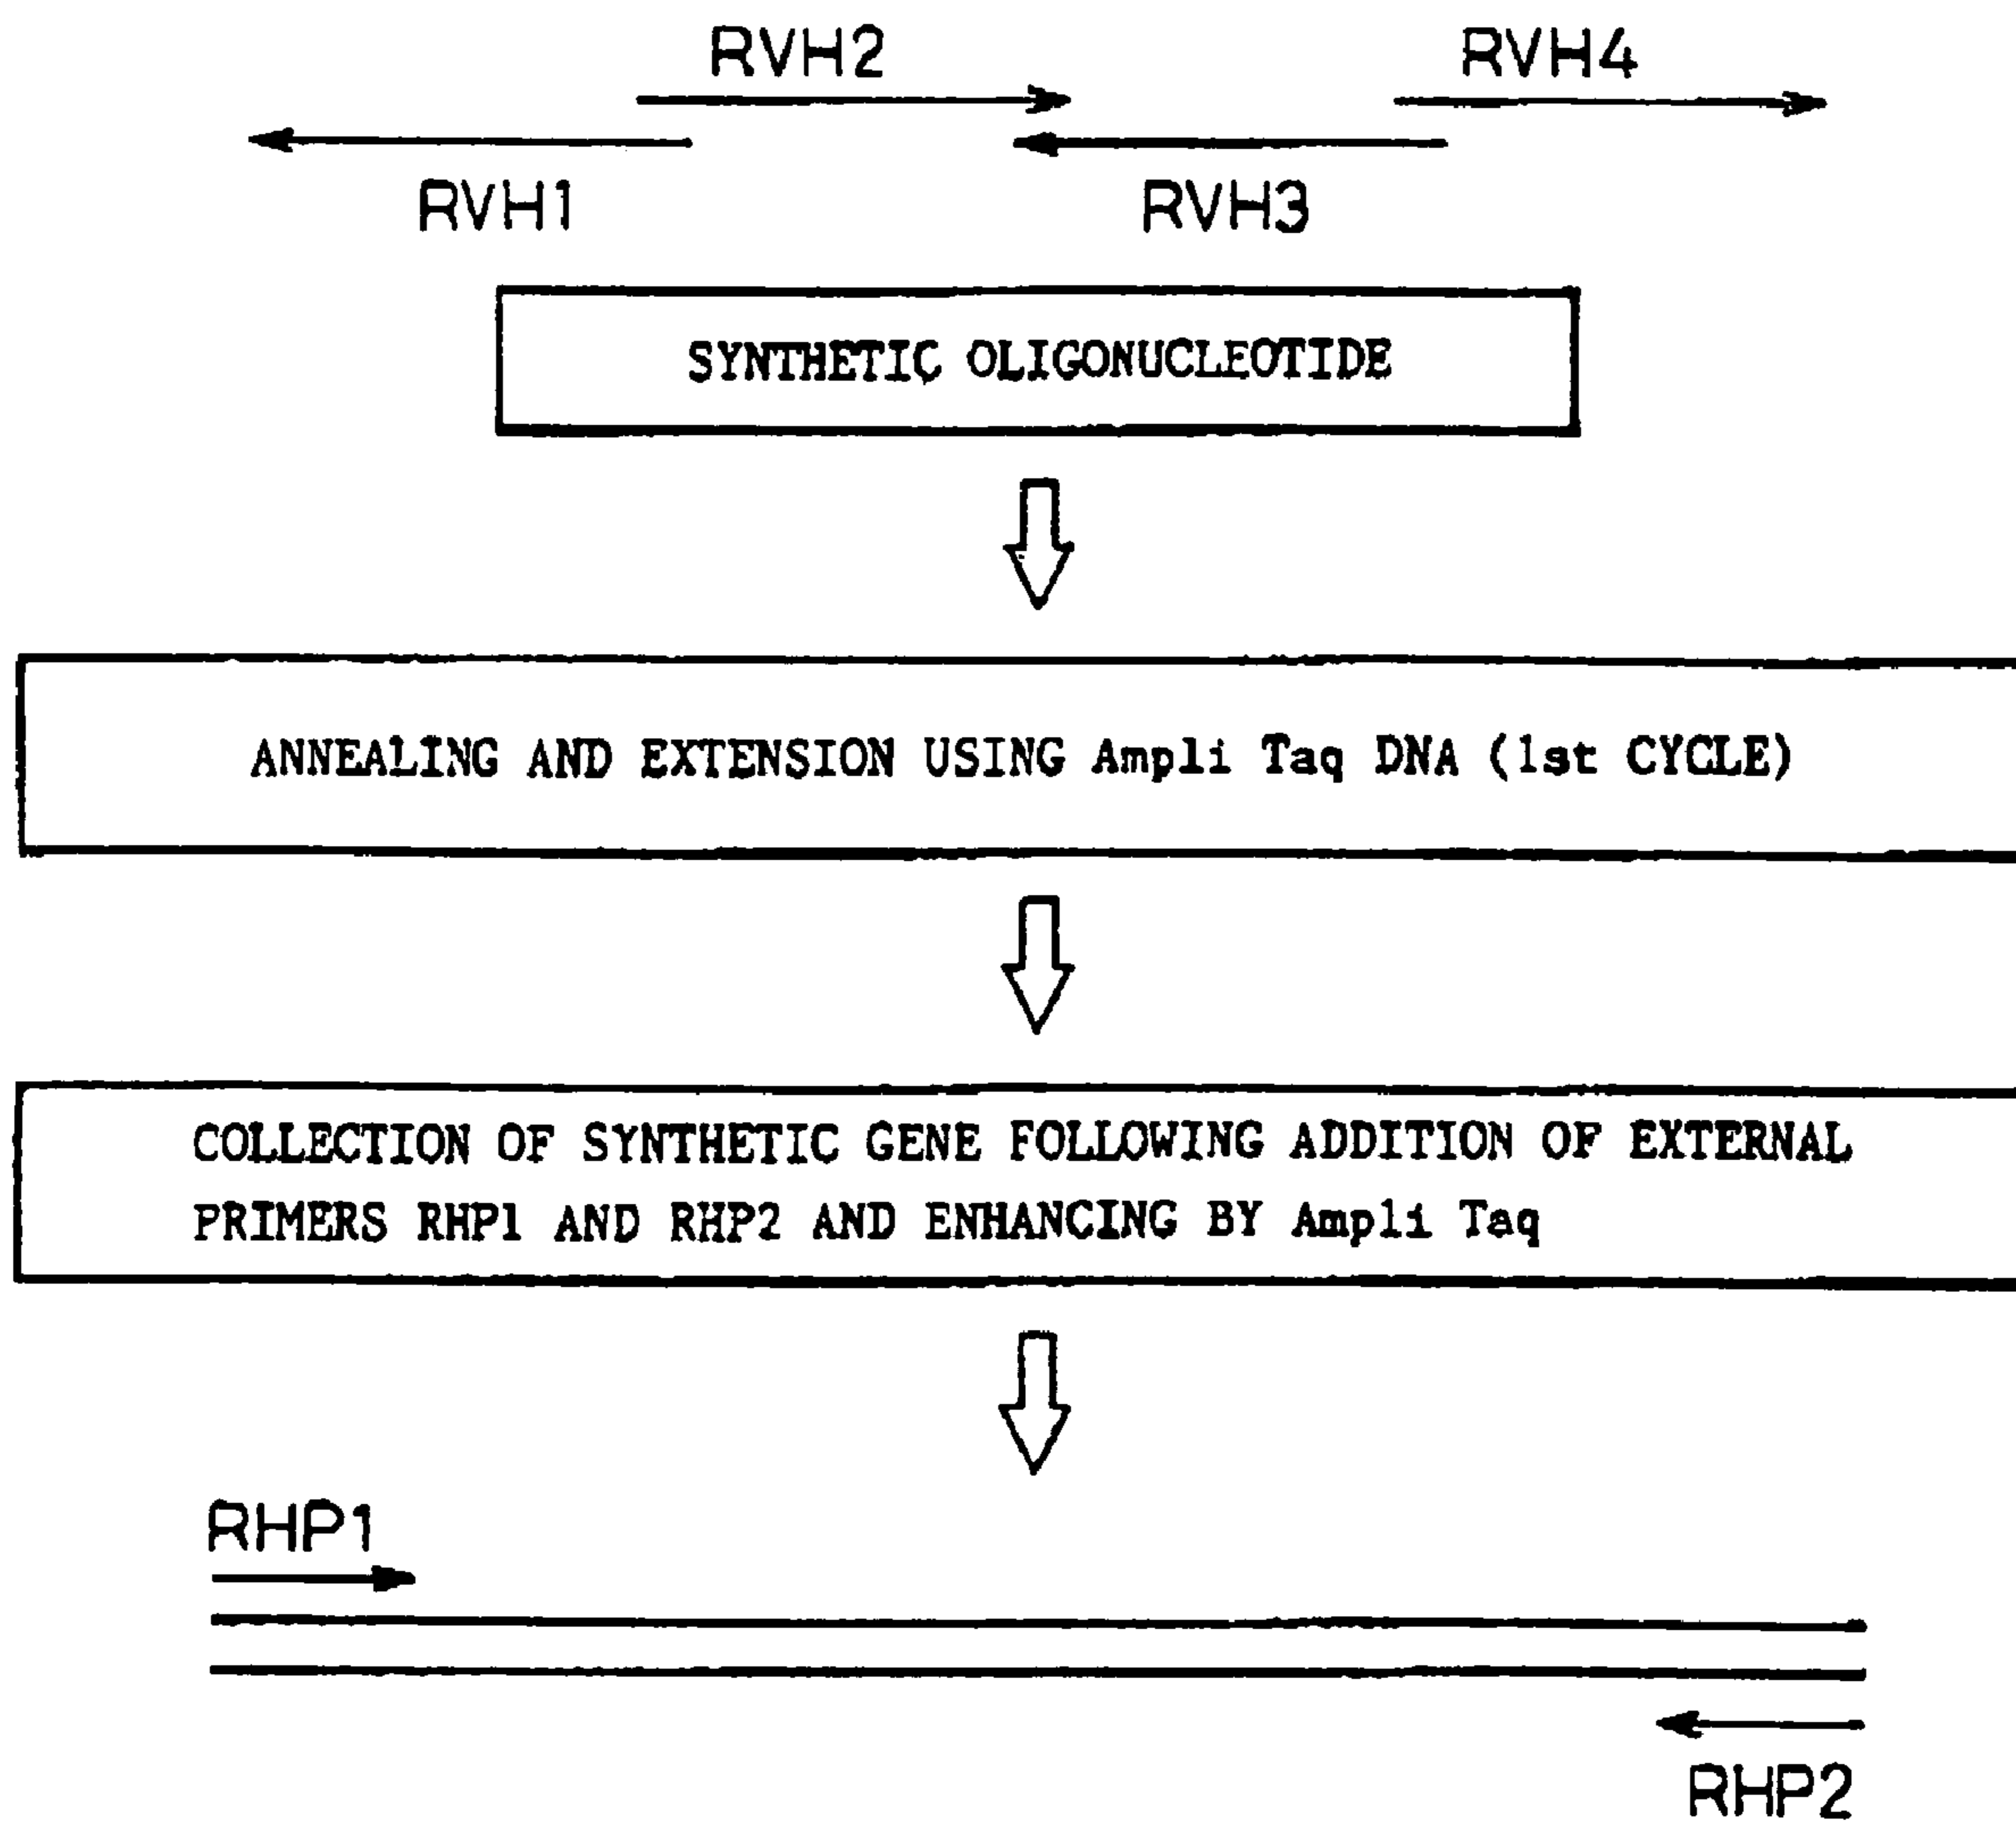 RVH2
RVH4
RVH1
RVH3
SYNTHETIC OLIGONUCLEOTIDE
ANNEALING AND EXTENSION USING Ampli Taq DNA (1st CYCLE)
COLLECTION OF SYNTHETIC GENE FOLLOWING ADDITION OF EXTERNAL
PRIMERS RHP1 AND RHP2 AND ENHANCING BY Ampli Taq
RHP1
RHP2